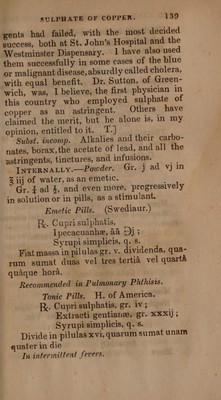 SULPHATE OF COPPER. 139
gents had failed, with the most decided
success, both at St. John's Hospital and the
Westminster Dispensary. I have also used
them successfully in some cases of the blue
or malignant disease, absurdly called cholera,
with equal benefit. Dr. Sutton, of Green-
wich, was, I believe, the first physician in
this country who employed sulphate of
copper as an astringent. Others have
claimed the merit, but he alone is, in my
opinion, entitled to it. T.]
Subst. incomp. Alkalies and their carbo-
nates, borax, the acetate of lead, and all the
astringents, tinctures, and infusions.
INTERNALLY.—Powder. Gr. j ad vj in
℥ iij of water, as an emetic.
Gr. ¼ ad ½, and even more, progressively
in solution or in pills, as a stimulant.
Emetic Pills. (Swediaur.)
℞. Cupri sulphatis,
Ipecacuanhæ, āā ℈j;
Syrupi simplicis, q. s.
Fiat massa in pilulas gr. v. dividenda, qua-
rum sumat duas vel tres tertiâ vel quartâ
quâque horâ.
Recommended in Pulmonary Phthisis.
Tonic Pills. H. of America.
℞. Cupri sulphatis, gr. iv;
Extracti gentianæ, gr. xxxij;
Syrupi simplicis, q. s.
Divide in pilulas xvi, quarum sumat unam
quater in die
In intermittent fevers.